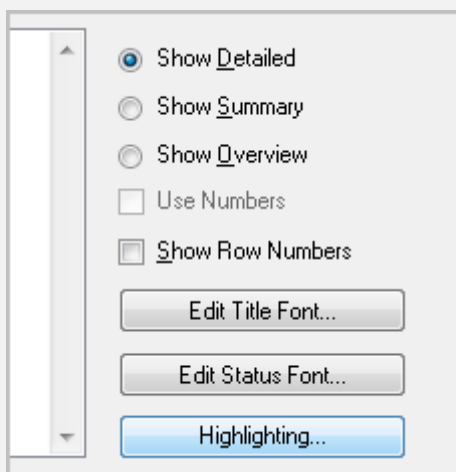 Show Detailed
Show Summary
Show Overview
Use Numbers
Show Row Numbers
Edit Title Font...
Edit Status Font...
Highlighting...